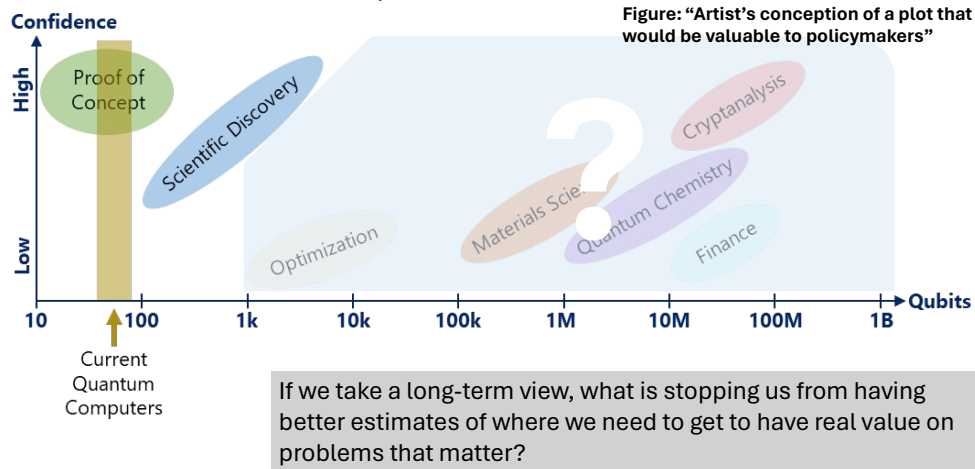 Confidence
Figure: “Artist’s conception of a plot that
would be valuable to policymakers”
High
Low
Proof of
Concept
Scientific Discovery
Optimization
Materials Scie
Quantum Chemistry
Cryptanalysis
Finance
?
Qubits
10
100
1k
10k
100k
1M
10M
100M
1B
Current
Quantum
Computers
If we take a long-term view, what is stopping us from having
better estimates of where we need to get to have real value on
problems that matter?